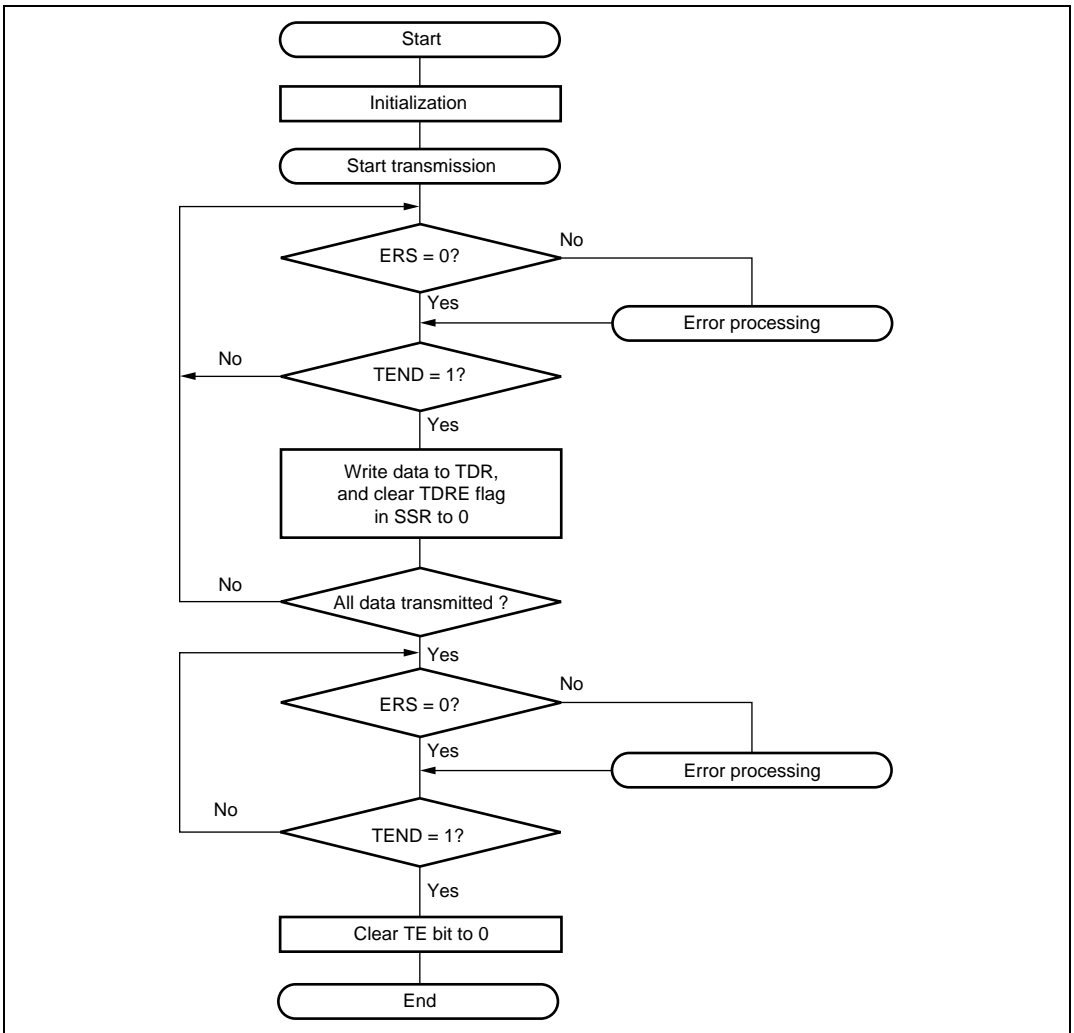 Start
Initialization
Start transmission
ERS = 0?
No
Yes
Error processing
No
TEND = 1?
Yes
Write data to TDR,
and clear TDRE flag
in SSR to 0
No
All data transmitted ?
Yes
ERS = 0?
No
Yes
Error processing
No
TEND = 1?
Yes
Clear TE bit to 0
End